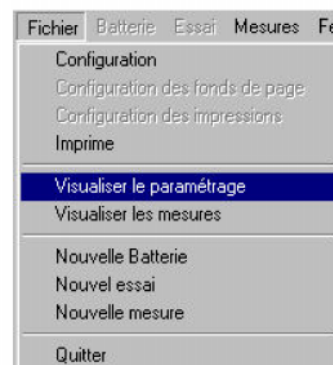 Fichier Batterie Essai Mesures Fe
Configuration
Configuration des fonds de page
Configuration des impressions
Imprime
Visualiser le paramétrage
Visualiser les mesures
Nouvelle Batterie
Nouvel essai
Nouvelle mesure
Quitter